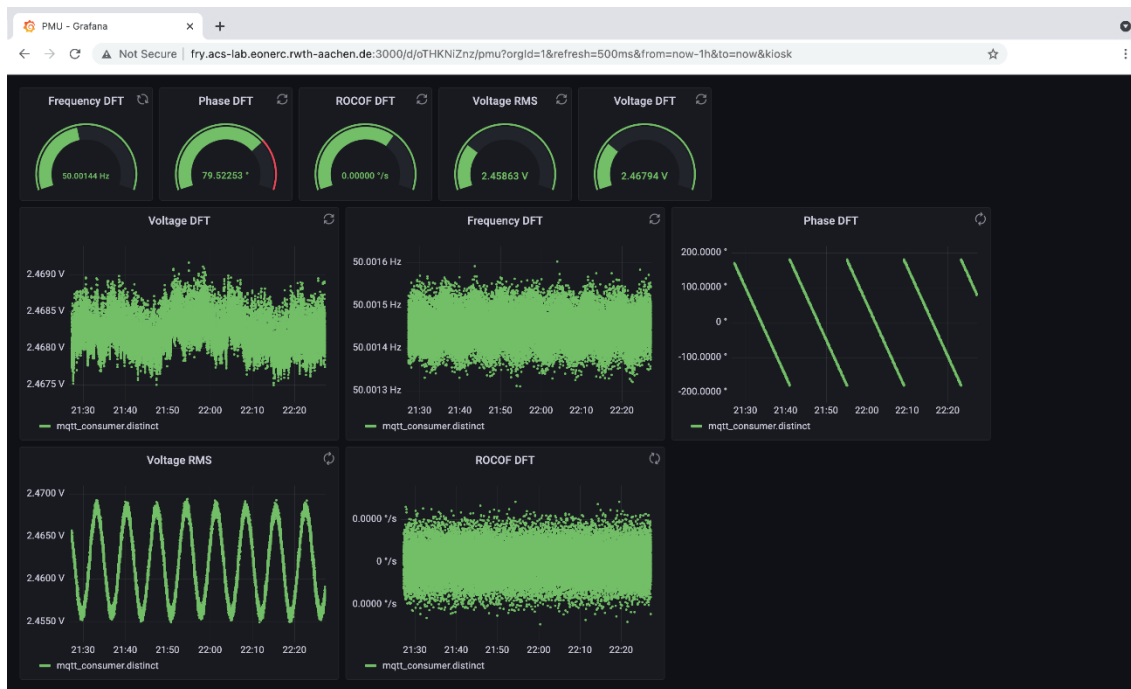 PMU - Grafana
Not Secure | fry.acs-lab.eonerc.rwth-aachen.de:3000/d/oTHKNiZnz/pmu?orgId=1&refresh=500ms&from=now-1h&to=now&kiosk
Frequency DFT
50.00144 Hz
Phase DFT
79.52253 °
ROCOF DFT
0.00000 °/s
Voltage RMS
2.45863 V
Voltage DFT
2.46794 V
Voltage DFT
2.4690 V
2.4685 V
2.4680 V
2.4675 V
21:30 21:40 21:50 22:00 22:10 22:20
mqtt_consumer.distinct
Frequency DFT
50.0016 Hz
50.0015 Hz
50.0014 Hz
50.0013 Hz
21:30 21:40 21:50 22:00 22:10 22:20
mqtt_consumer.distinct
Phase DFT
200.0000 °
100.0000 °
0 °
-100.0000 °
-200.0000 °
21:30 21:40 21:50 22:00 22:10 22:20
mqtt_consumer.distinct
Voltage RMS
2.4700 V
2.4650 V
2.4600 V
2.4550 V
21:30 21:40 21:50 22:00 22:10 22:20
mqtt_consumer.distinct
ROCOF DFT
0.0000 °/s
0 °/s
0.0000 °/s
21:30 21:40 21:50 22:00 22:10 22:20
mqtt_consumer.distinct